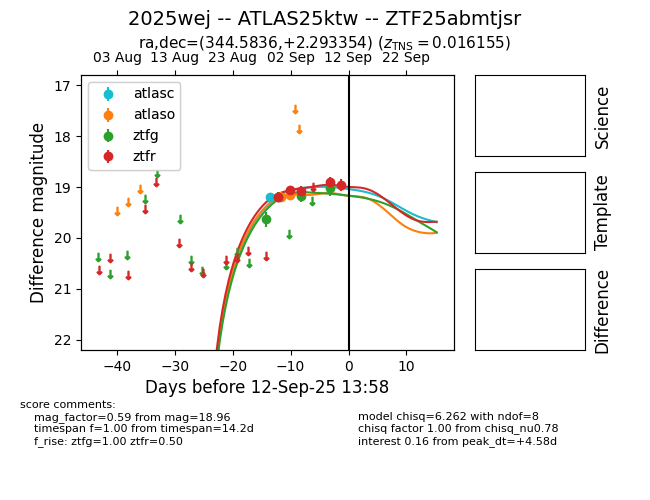 2025wej -- ATLAS25ktw -- ZTF25abmtjsr
ra,dec=(344.5836,+2.293354) (z_TNS = 0.016155)
03 Aug 13 Aug 23 Aug 02 Sep 12 Sep 22 Sep
atlasc
atlaso
ztfg
ztfr
17
18
19
20
21
22
Difference magnitude
−40 −30 −20 −10 0 10
Days before 12-Sep-25 13:58
Science
Template
Difference
score comments:
mag_factor=0.59 from mag=18.96
timespan f=1.00 from timespan=14.2d
f_rise: ztfg=1.00 ztfr=0.50
model chisq=6.262 with ndof=8
chisq factor 1.00 from chisq_nu0.78
interest 0.16 from peak_dt=+4.58d